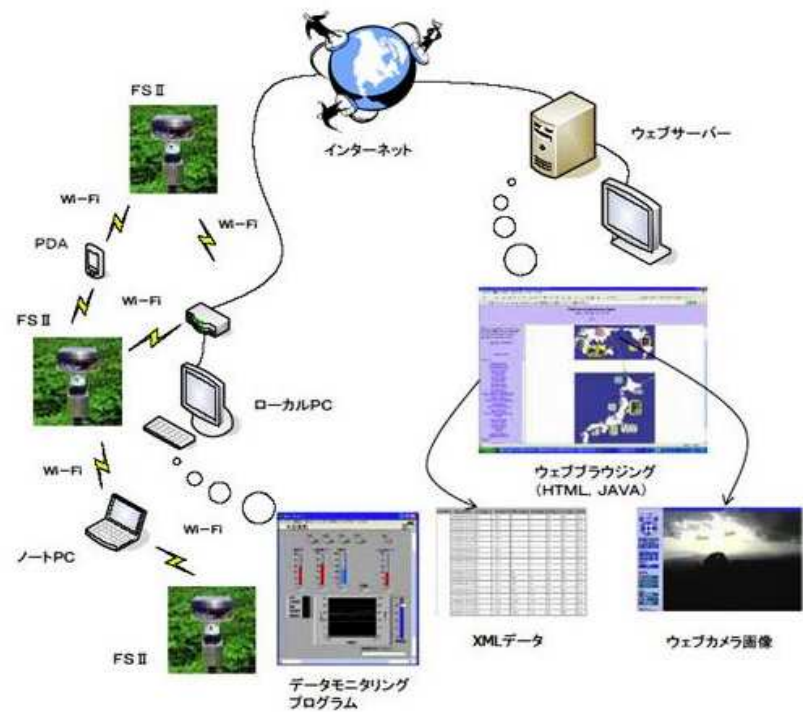 インターネット
FSⅡ
ウェブサーバー
Wi-Fi
Wi-Fi
PDA
Wi-Fi
FSⅡ
ローカルPC
Wi-Fi
Wi-Fi
ノートPC
FSⅡ
ウェブブラウジング
(HTML, JAVA)
データモニタリング
プログラム
XMLデータ
ウェブカメラ画像